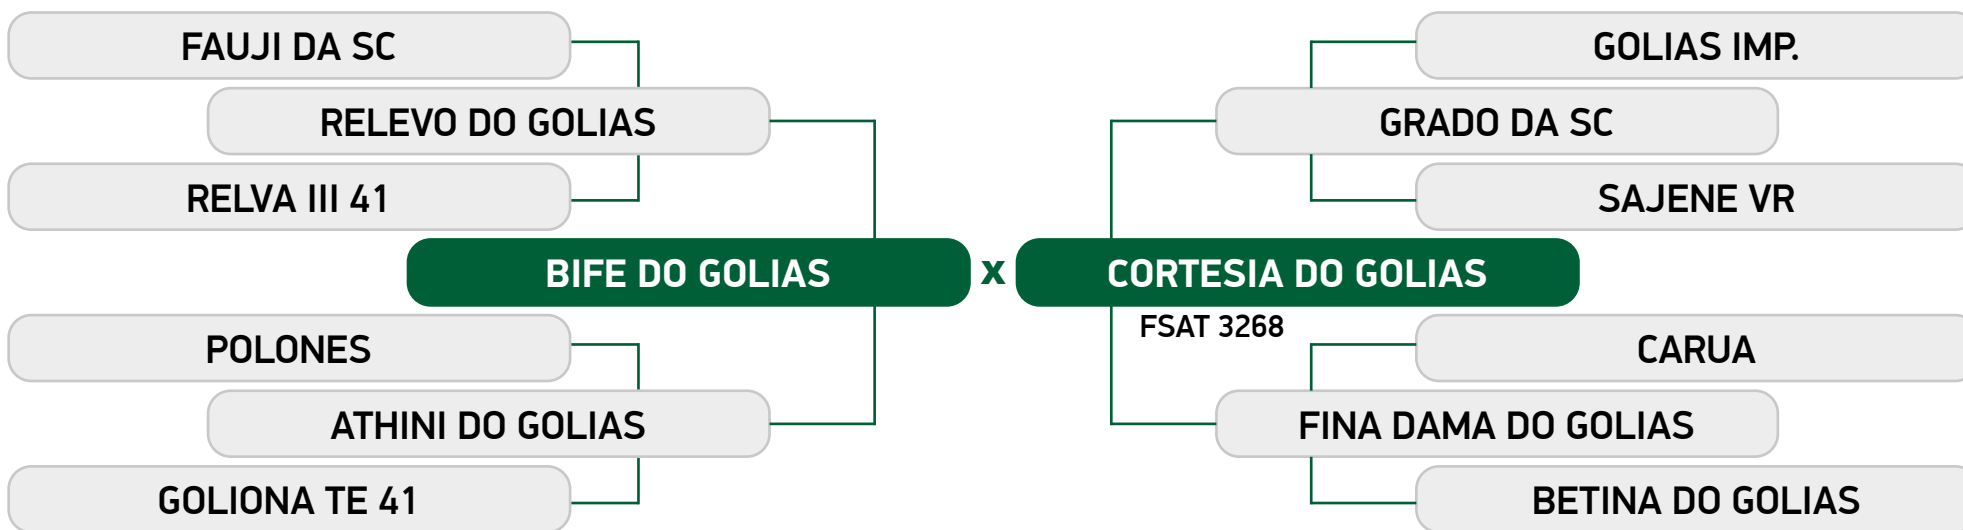 FAUJI DA SC
GOLIAS IMP.
RELEVO DO GOLIAS
GRADO DA SC
RELVA III 41
SAJENE VR
BIFE DO GOLIAS x CORTESIA DO GOLIAS
FSAT 3268
POLONES
CARUA
ATHINI DO GOLIAS
FINA DAMA DO GOLIAS
GOLIONA TE 41
BETINA DO GOLIAS